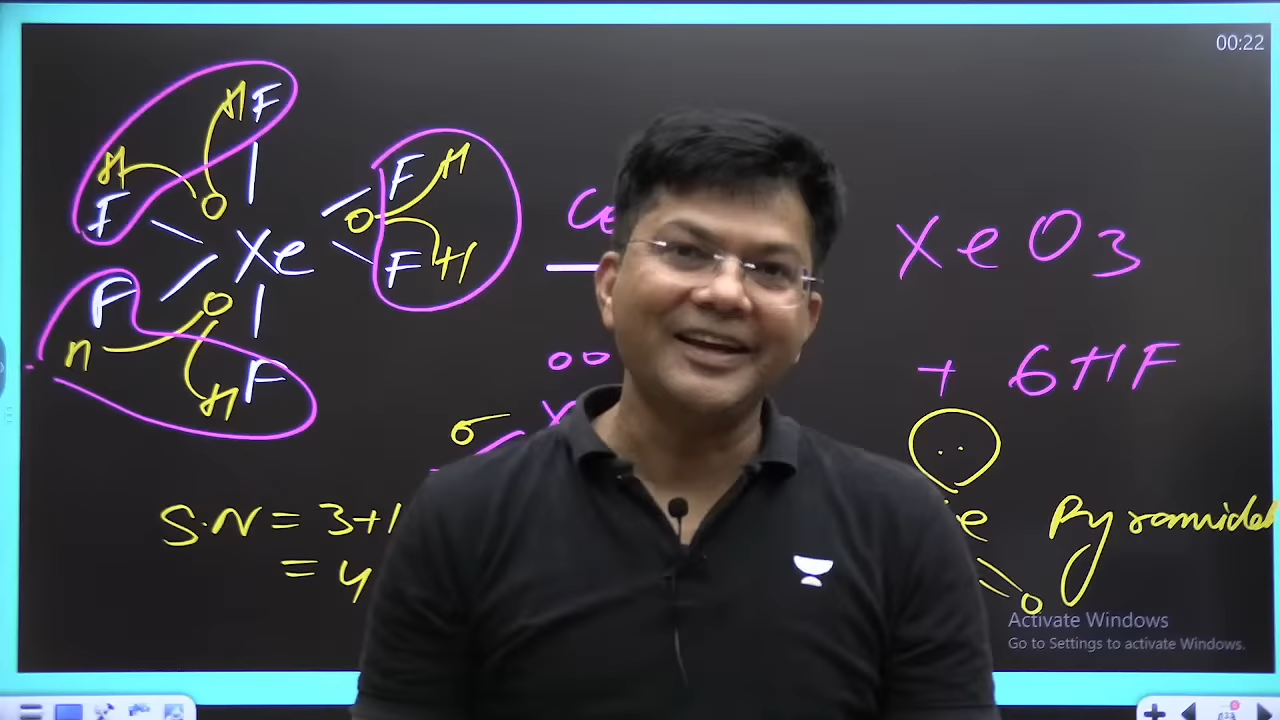 00:22
H F
H
F
O
F H
O
Xe
F H
F
O
H
H F
XeO3
+ 6HF
σ
S.N = 3+1
= 4
Pyramidal
O
Activate Windows
Go to Settings to activate Windows.